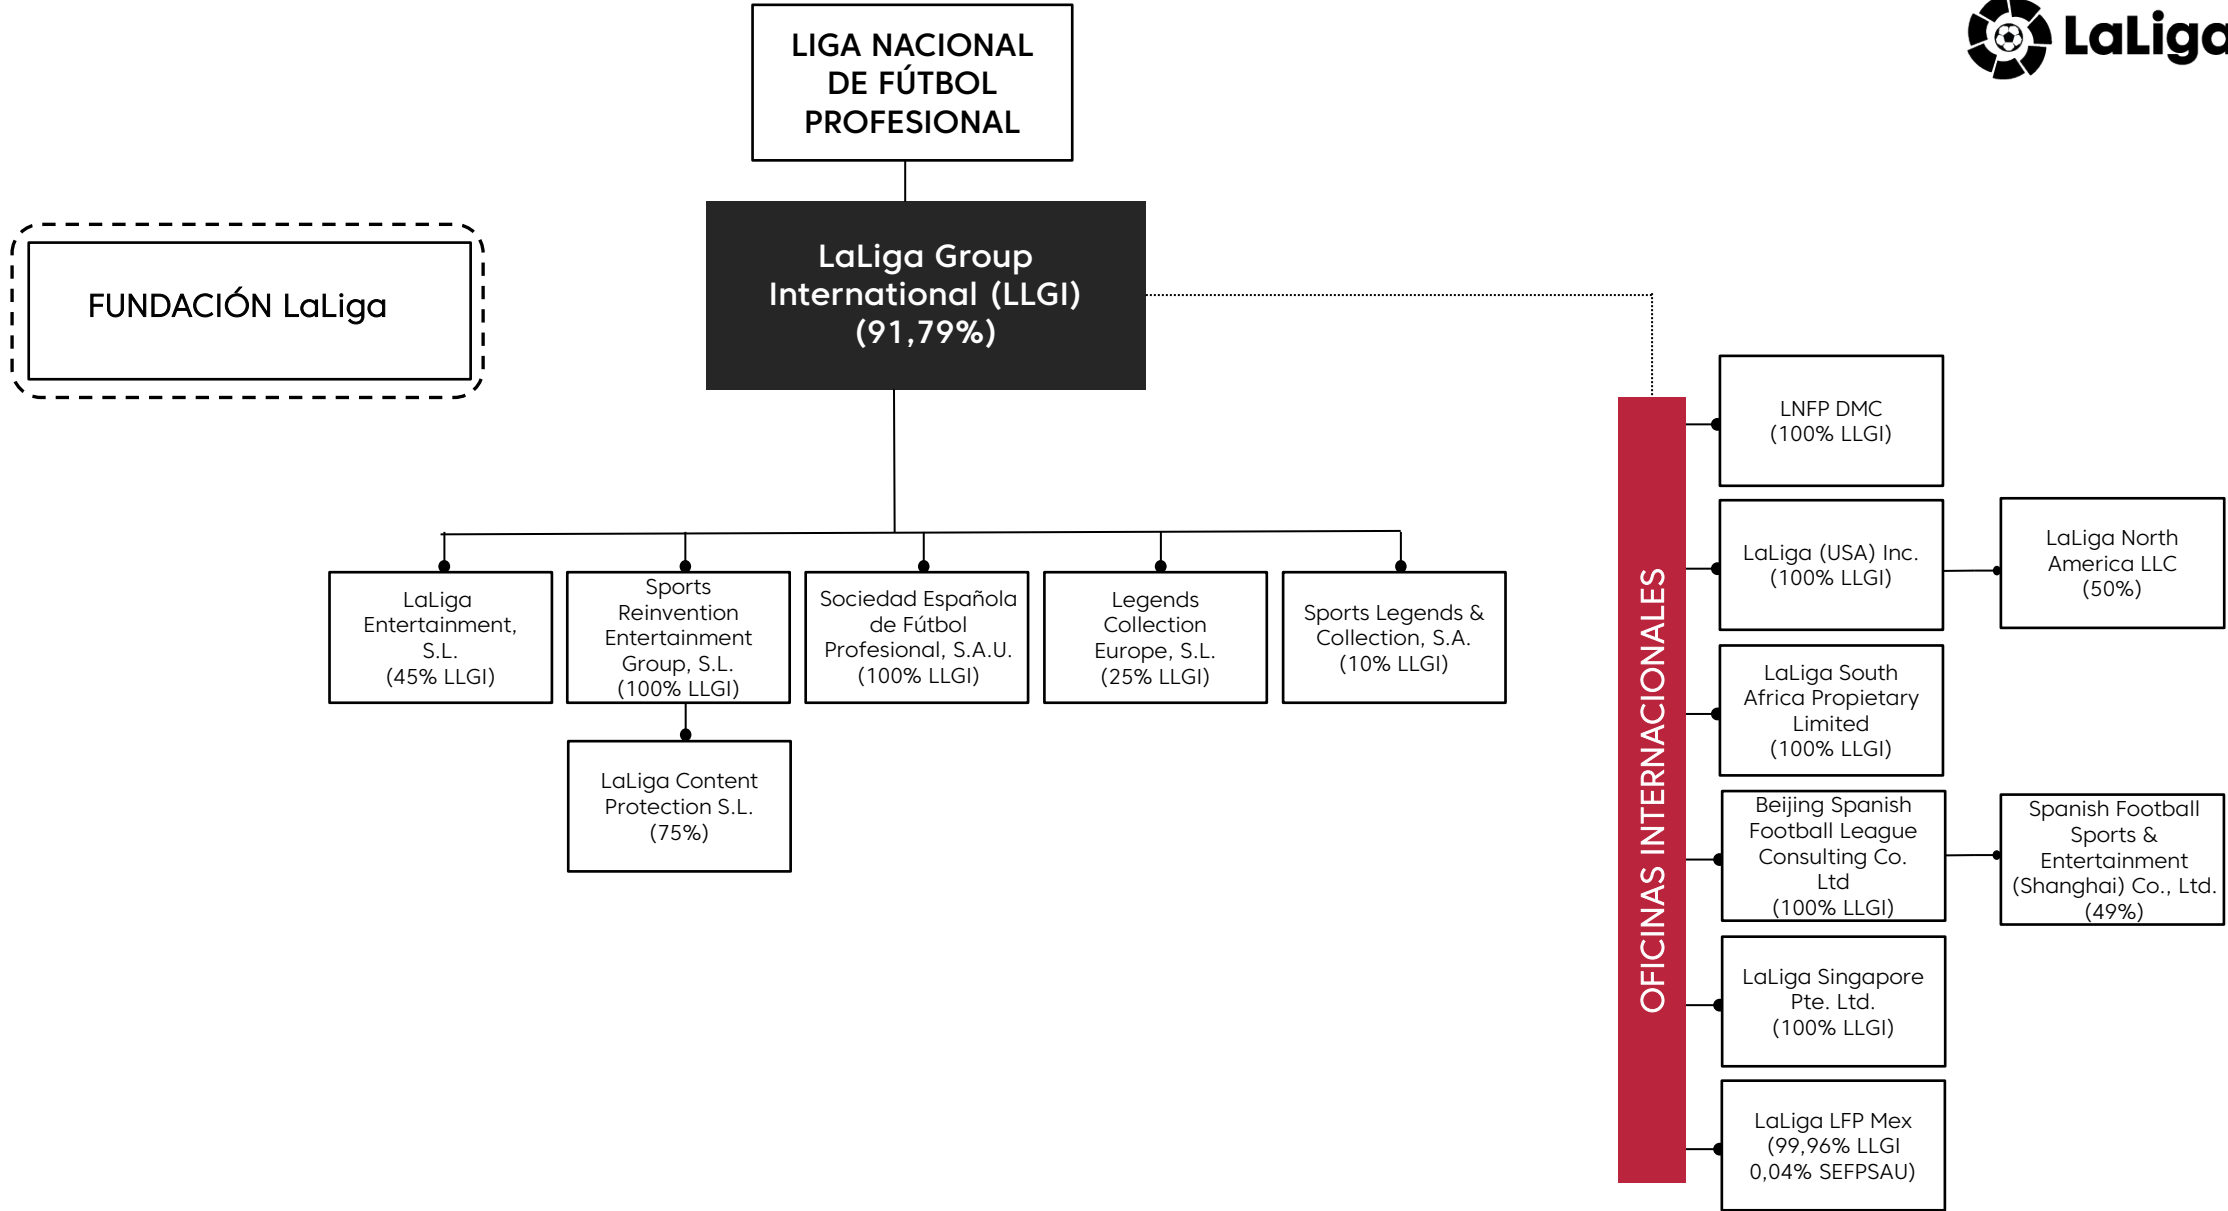 LaLiga
LIGA NACIONAL
DE FÚTBOL
PROFESIONAL
FUNDACIÓN LaLiga
LaLiga Group
International (LLGI)
(91,79%)
LaLiga
Entertainment,
S.L.
(45% LLGI)
Sports
Reinvention
Entertainment
Group, S.L.
(100% LLGI)
Sociedad Española
de Fútbol
Profesional, S.A.U.
(100% LLGI)
Legends
Collection
Europe, S.L.
(25% LLGI)
Sports Legends &
Collection, S.A.
(10% LLGI)
LaLiga Content
Protection S.L.
(75%)
OFICINAS INTERNACIONALES
LNFP DMC
(100% LLGI)
LaLiga (USA) Inc.
(100% LLGI)
LaLiga North
America LLC
(50%)
LaLiga South
Africa Propietary
Limited
(100% LLGI)
Beijing Spanish
Football League
Consulting Co.
Ltd
(100% LLGI)
Spanish Football
Sports &
Entertainment
(Shanghai) Co., Ltd.
(49%)
LaLiga Singapore
Pte. Ltd.
(100% LLGI)
LaLiga LFP Mex
(99,96% LLGI
0,04% SEFPSAU)